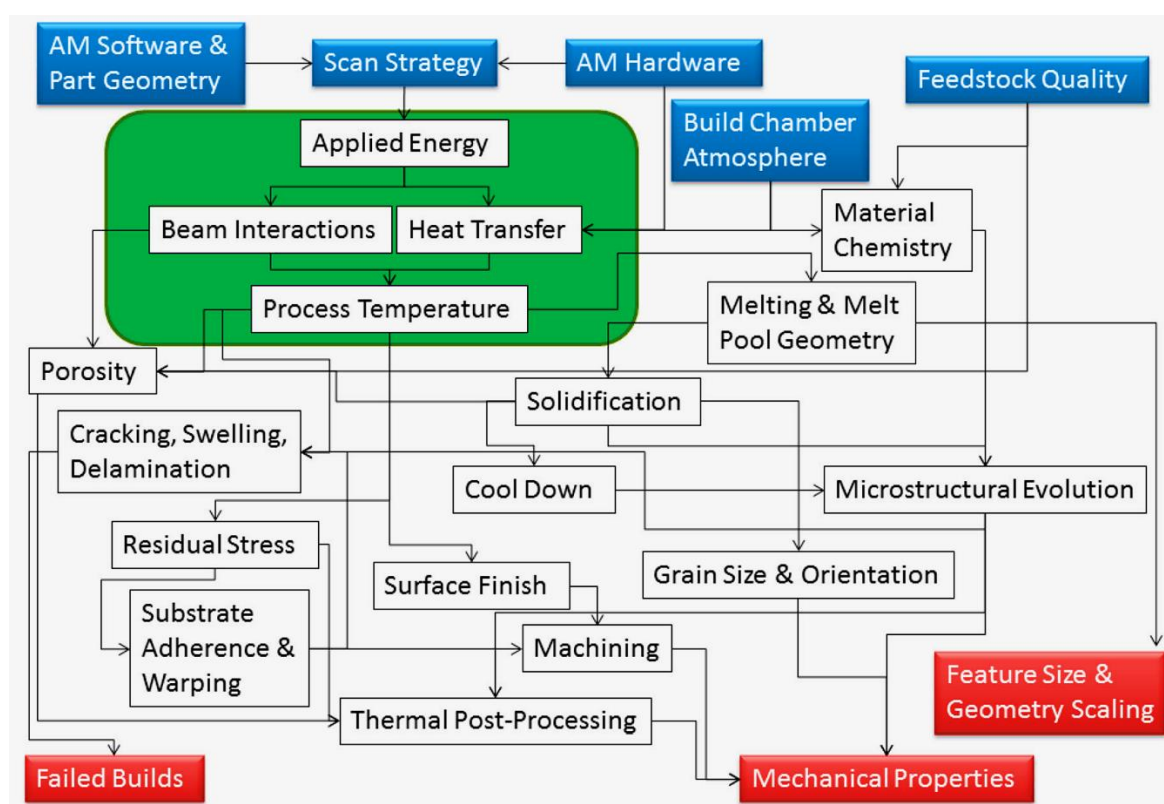 AM Software &
Part Geometry
Scan Strategy
AM Hardware
Feedstock Quality
Build Chamber
Atmosphere
Applied Energy
Beam Interactions
Heat Transfer
Material
Chemistry
Process Temperature
Melting & Melt
Pool Geometry
Porosity
Solidification
Cracking, Swelling,
Delamination
Cool Down
Microstructural Evolution
Residual Stress
Surface Finish
Grain Size & Orientation
Substrate
Adherence &
Warping
Machining
Feature Size &
Geometry Scaling
Thermal Post-Processing
Failed Builds
Mechanical Properties